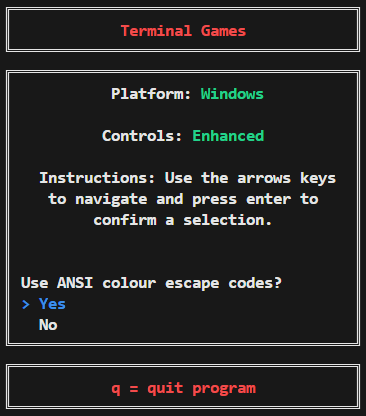 Terminal Games
Platform: Windows
Controls: Enhanced
Instructions: Use the arrows keys
to navigate and press enter to
confirm a selection.
Use ANSI colour escape codes?
> Yes
No
q = quit program